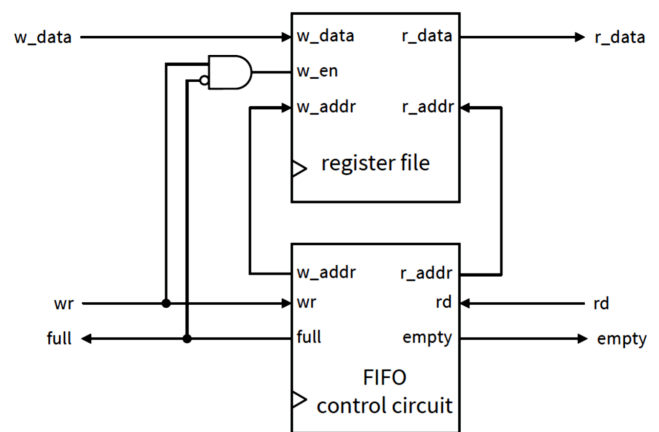 w_data w_data r_data r_data
w_en
w_addr r_addr
register file
w_addr r_addr
wr wr rd rd
full full empty empty
FIFO
control circuit